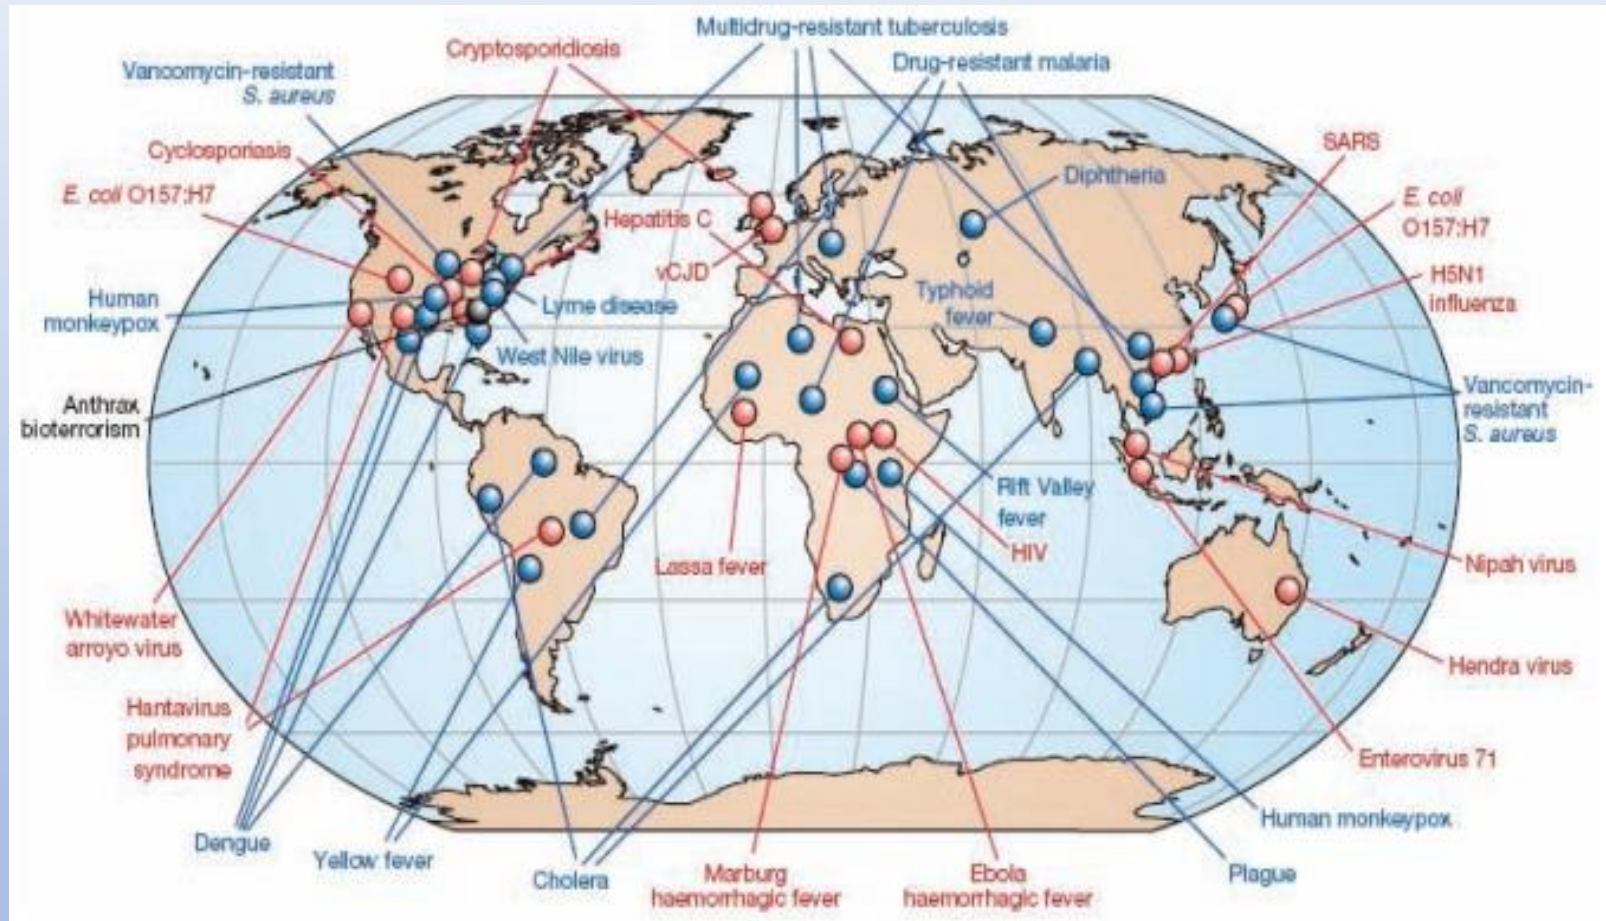 Multidrug-resistant tuberculosis
Cryptosporidiosis
Drug-resistant malaria
Vancomycin-resistant
S. aureus
SARS
Cyclosporiasis
Diphtheria
E. coli O157:H7
E. coli
O157:H7
Hepatitis C
vCJD
H5N1
influenza
Human
monkeypox
Lyme disease
Typhoid
fever
West Nile virus
Anthrax
bioterrorism
Vancomycin-
resistant
S. aureus
Rift Valley
fever
HIV
Lassa fever
Nipah virus
Whitewater
arroyo virus
Hendra virus
Hantavirus
pulmonary
syndrome
Enterovirus 71
Human monkeypox
Dengue
Yellow fever
Cholera
Marburg
haemorrhagic fever
Ebola
haemorrhagic fever
Plague